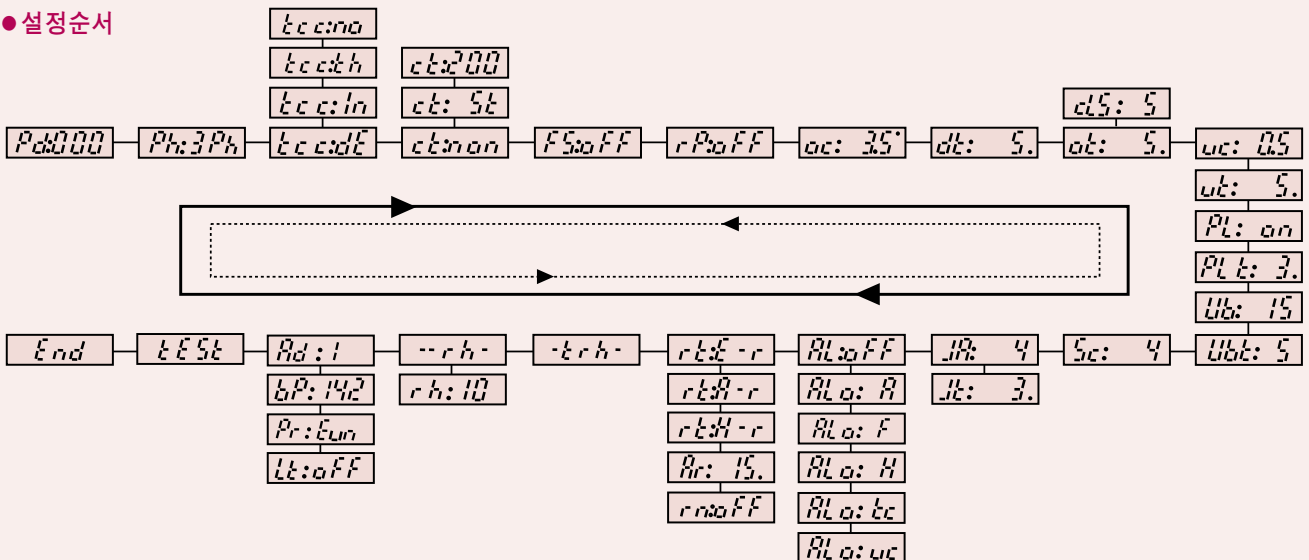 ● 설정순서
tcc:no
tcc:th
ct:200
tcc:In
ct: St
cLS: 5
Pd:000
Ph:3Ph
tcc:dE
ct:non
FS:oFF
rP:oFF
oc: 3.5
dt: 5.
ot: 5.
uc: 0.5
ut: 5.
PL: on
PLt: 3.
Ub: 15
End
tESt
Ad:1
--rh-
-trh-
rt:E-r
AL:oFF
JA: 4
Sc: 4
Ubt: 5
bP:142
rh:10
rt:A-r
ALo: A
Jt: 3.
Pr:Eun
rt:H-r
ALo: F
Lt:oFF
Ar: 15.
ALo: H
rn:oFF
ALo: tc
ALo: uc